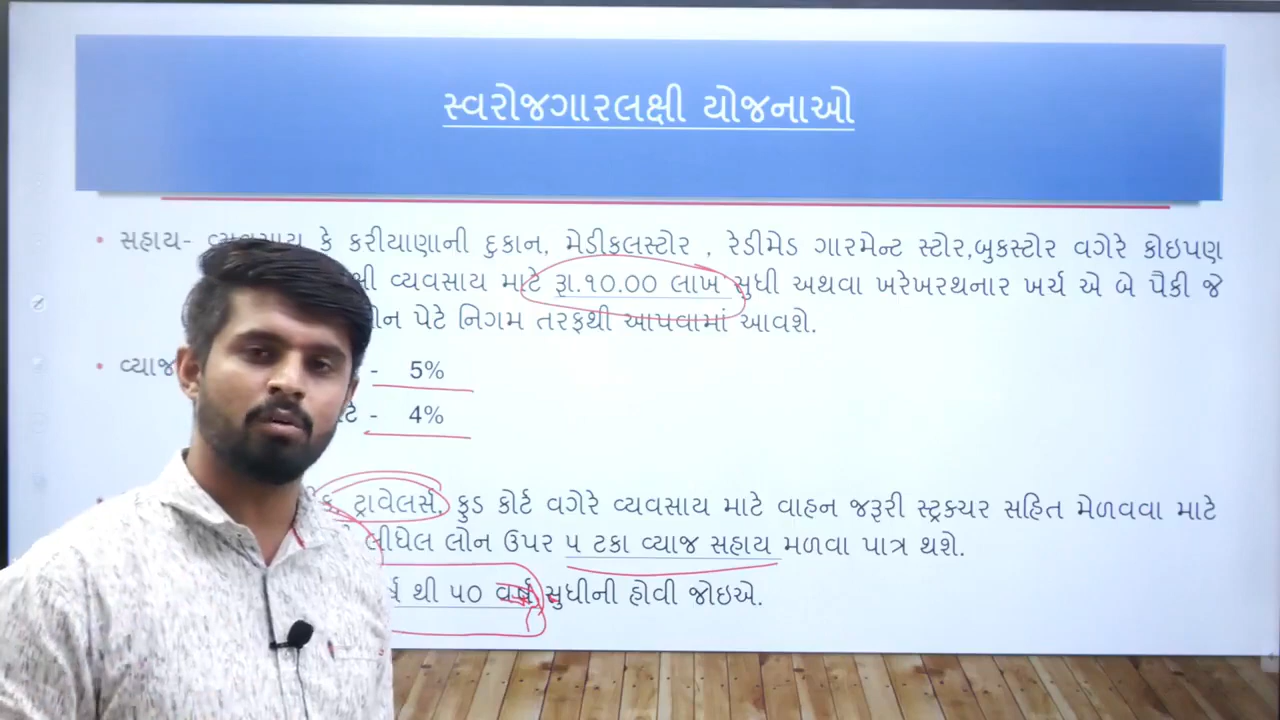 સ્વરોજગારલક્ષી યોજનાઓ
સહાય- વ્યવસાય કે કરીયાણાની દુકાન, મેડીકલસ્ટોર , રેડીમેડ ગારમેન્ટ સ્ટોર,બુકસ્ટોર વગેરે કોઇપણ
વ્યવસાય માટે રૂા.૧૦.૦૦ લાખ સુધી અથવા ખરેખરથનાર ખર્ચ એ બે પૈકી જે
પેટે નિગમ તરફથી આપવામાં આવશે.
વ્યાજ - 5%
- 4%
ટ્રાવેલર્સ, ફુડ કોર્ટ વગેરે વ્યવસાય માટે વાહન જરૂરી સ્ટ્રક્ચર સહિત મેળવવા માટે
લીધેલ લોન ઉપર ૫ ટકા વ્યાજ સહાય મળવા પાત્ર થશે.
થી ૫૦ વર્ષ સુધીની હોવી જોઇએ.